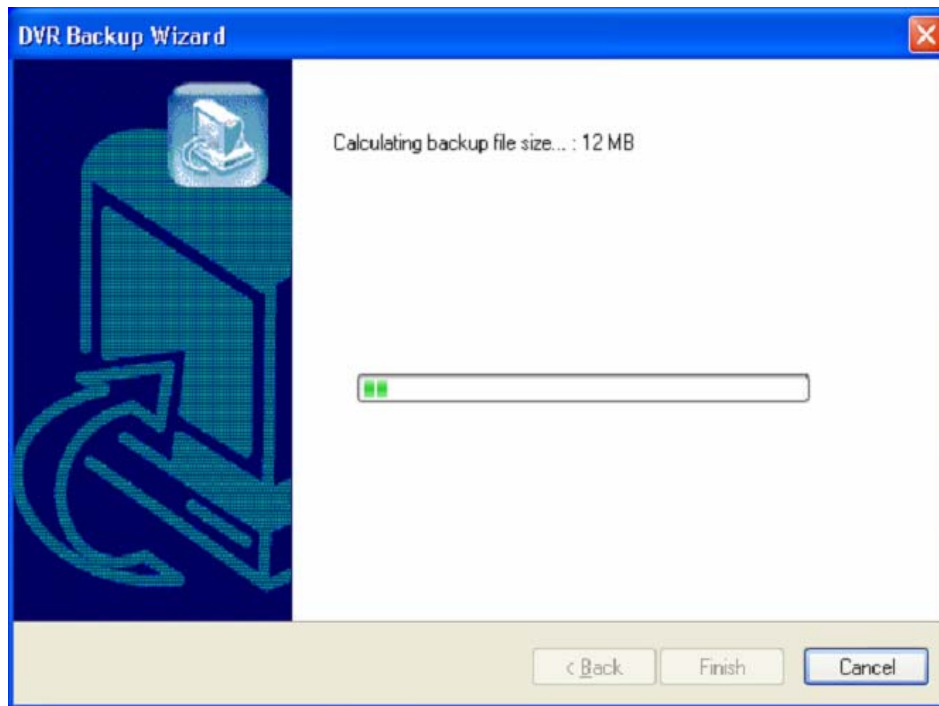 DVR Backup Wizard
Calculating backup file size... : 12 MB
< Back
Finish
Cancel